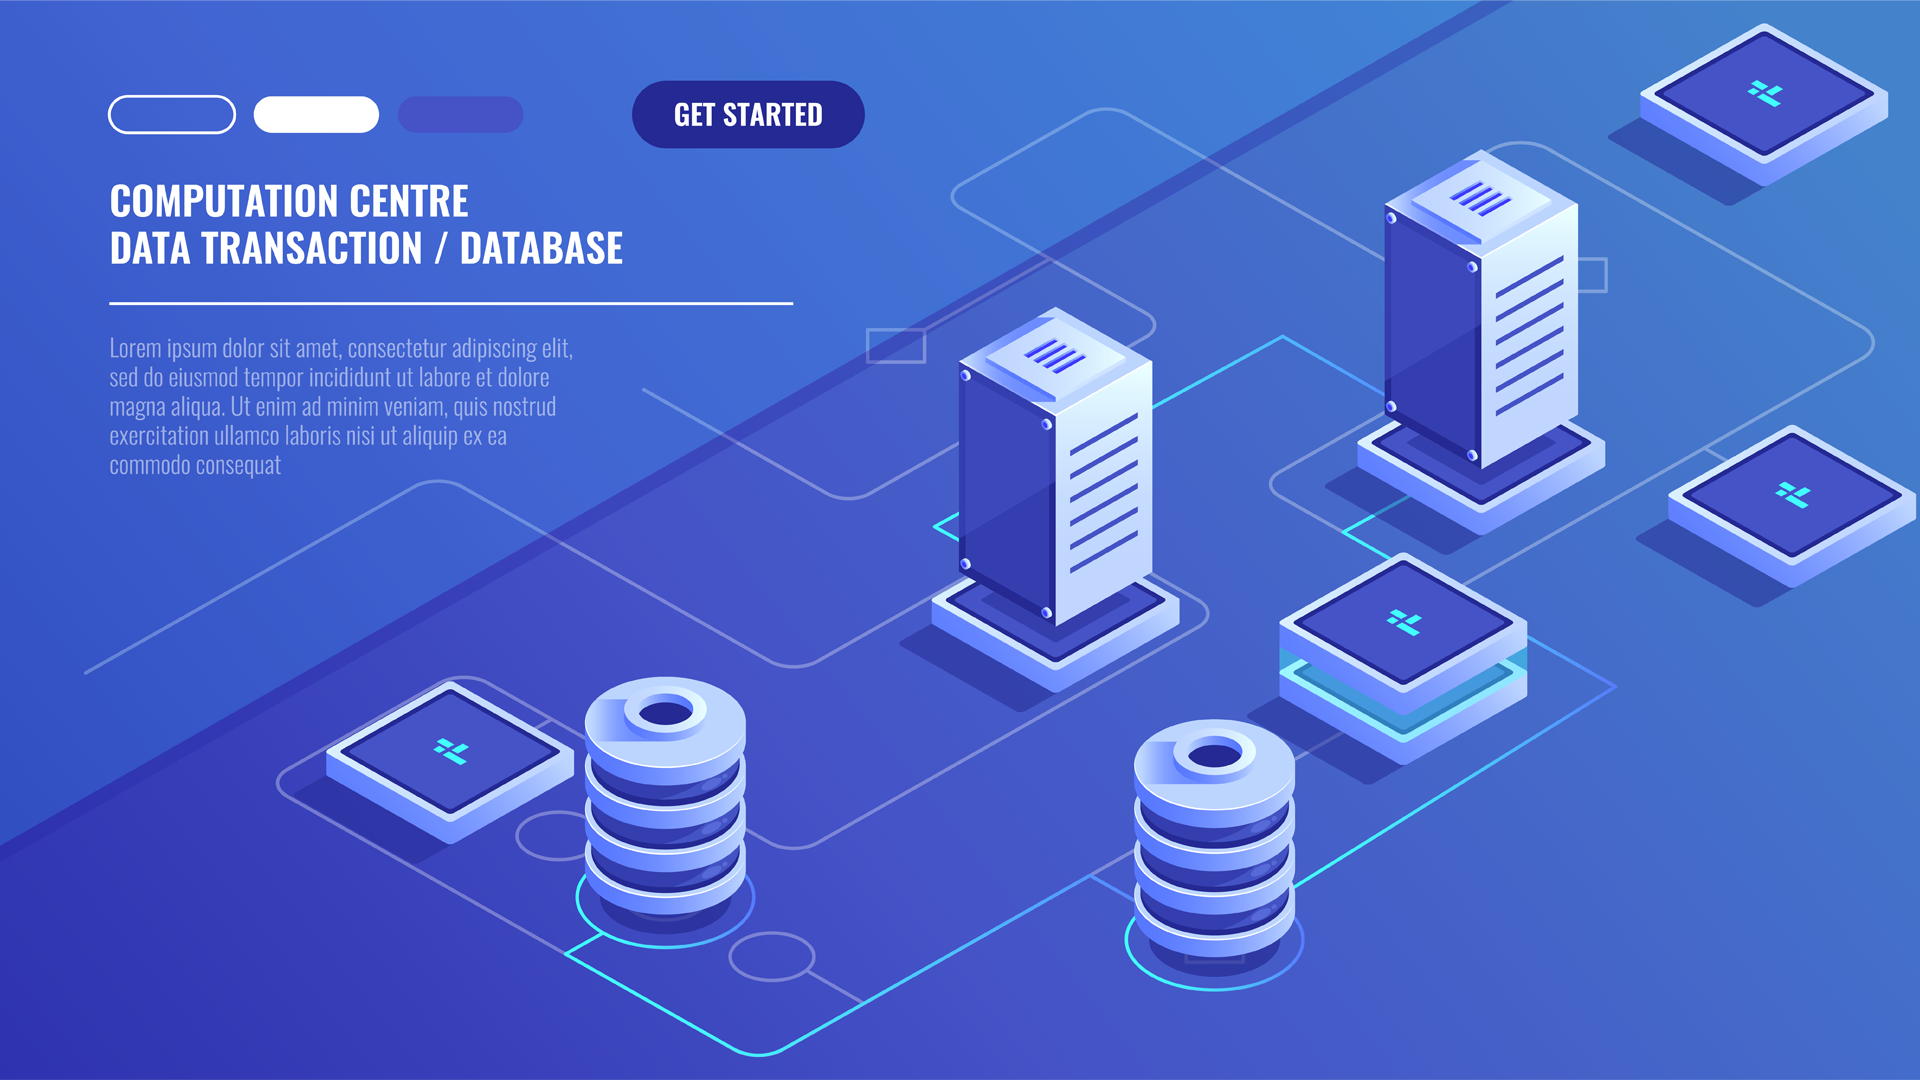 GET STARTED
COMPUTATION CENTRE
DATA TRANSACTION / DATABASE
Lorem ipsum dolor sit amet, consectetur adipiscing elit,
sed do eiusmod tempor incididunt ut labore et dolore
magna aliqua. Ut enim ad minim veniam, quis nostrud
exercitation ullamco laboris nisi ut aliquip ex ea
commodo consequat